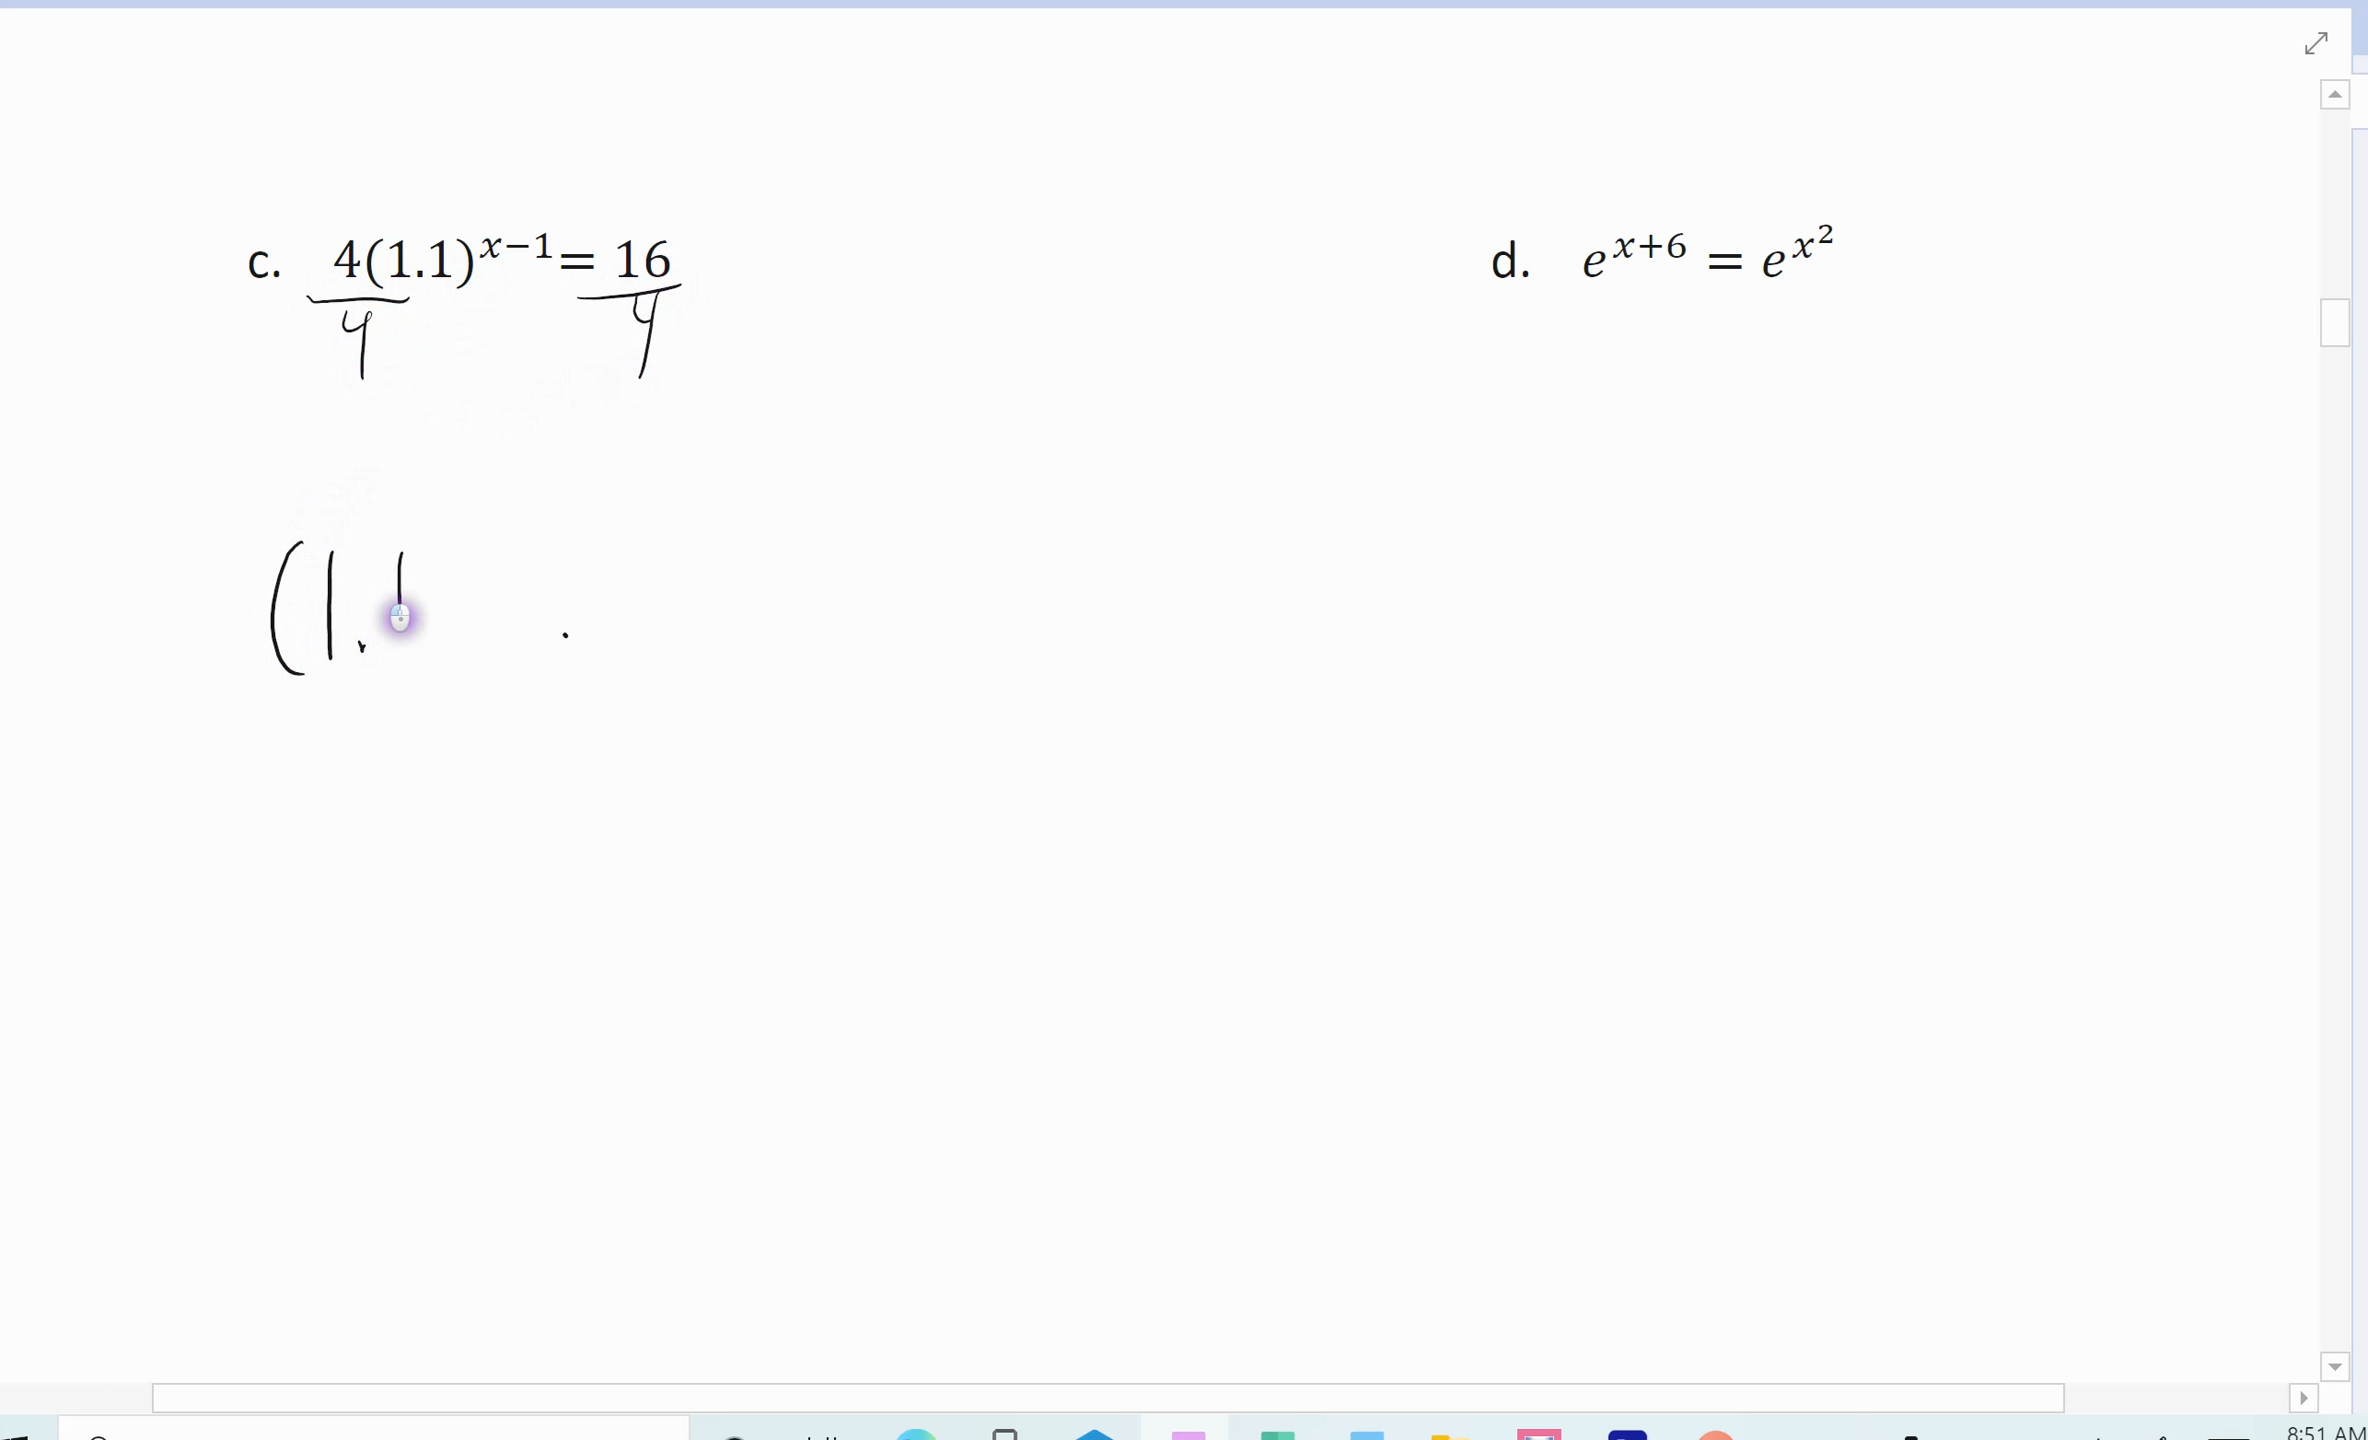 c. 4(1.1)^{x−1} = 16
4 4
(1.1
d. e^{x+6} = e^{x^2}
8:51 AM